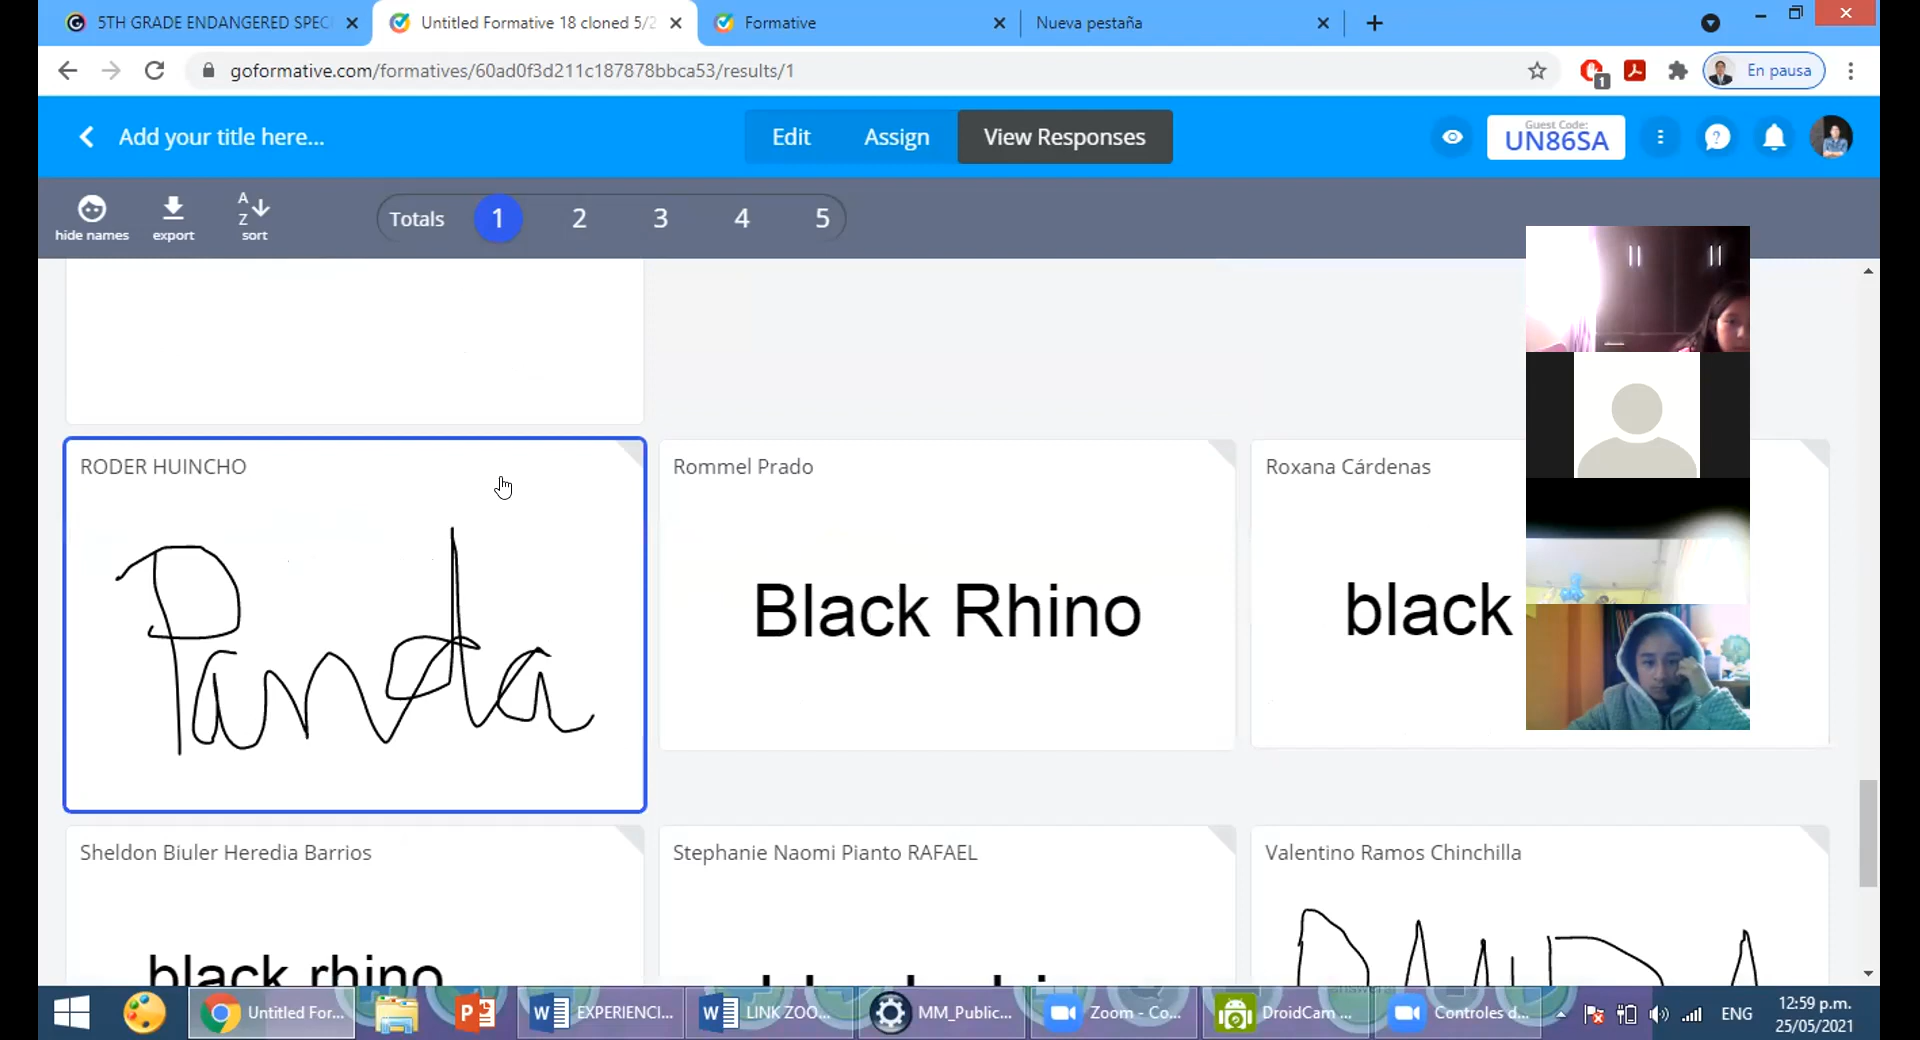 5TH GRADE ENDANGERED SPEC
Untitled Formative 18 cloned 5/2
Formative
Nueva pestaña
goformative.com/formatives/60ad0f3d211c187878bbca53/results/1
1
En pausa
Add your title here...
Edit
Assign
View Responses
Guest Code:
UN86SA
hide names
export
A
Z
sort
Totals
1
2
3
4
5
RODER HUINCHO
Rommel Prado
Roxana Cárdenas
Panda
Black Rhino
black
Sheldon Biuler Heredia Barrios
Stephanie Naomi Pianto RAFAEL
Valentino Ramos Chinchilla
black rhino
Untitled For...
EXPERIENCI...
LINK ZOO...
MM_Public...
Zoom - Co...
DroidCam ...
Controles d...
ENG
12:59 p.m.
25/05/2021